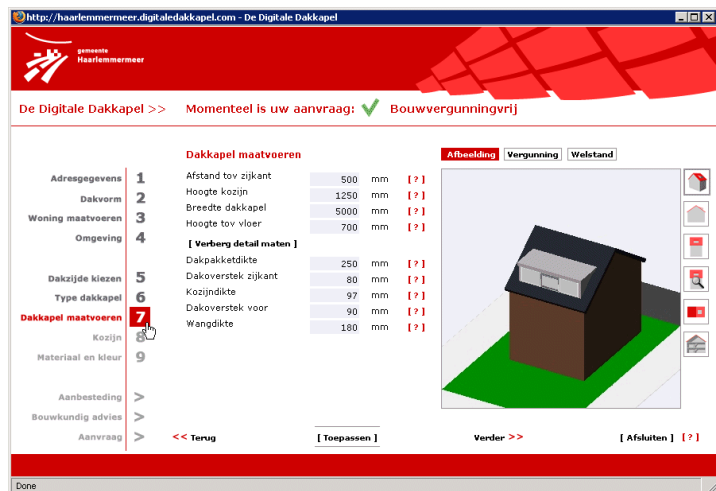 http://haarlemmermeer.digitaledakkapel.com - De Digitale Dakkapel
gemeente
Haarlemmermeer
De Digitale Dakkapel >> Momenteel is uw aanvraag: Bouwvergunningvrij
Dakkapel maatvoeren
Afbeelding Vergunning Welstand
Adresgegevens 1
Dakvorm 2
Woning maatvoeren 3
Omgeving 4
Dakzijde kiezen 5
Type dakkapel 6
Dakkapel maatvoeren 7
Kozijn 8
Materiaal en kleur 9
Aanbesteding >
Bouwkundig advies >
Aanvraag >
Afstand tov zijkant 500 mm [ ? ]
Hoogte kozijn 1250 mm [ ? ]
Breedte dakkapel 5000 mm [ ? ]
Hoogte tov vloer 700 mm [ ? ]
[ Verberg detail maten ]
Dakpakketdikte 250 mm [ ? ]
Dakoverstek zijkant 80 mm [ ? ]
Kozijndikte 97 mm [ ? ]
Dakoverstek voor 90 mm [ ? ]
Wangdikte 180 mm [ ? ]
<< Terug [ Toepassen ] Verder >> [ Afsluiten ] [ ? ]
Done